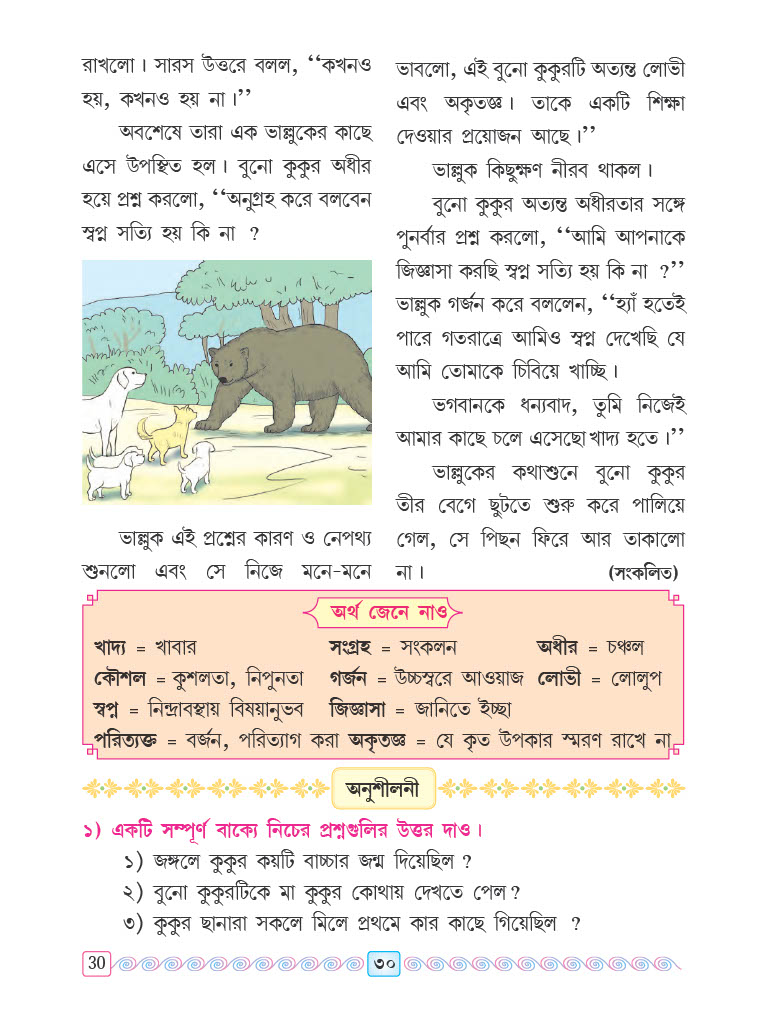 রাখলো। সারস উত্তরে বলল, ‘‘কখনও
হয়, কখনও হয় না।’’
অবশেষে তারা এক ভাল্লুকের কাছে
এসে উপস্থিত হল। বুনো কুকুর অধীর
হয়ে প্রশ্ন করলো, ‘‘অনুগ্রহ করে বলবেন
স্বপ্ন সত্যি হয় কি না ?
ভাল্লুক এই প্রশ্নের কারণ ও নেপথ্য
শুনলো এবং সে নিজে মনে-মনে
ভাবলো, এই বুনো কুকুরটি অত্যন্ত লোভী
এবং অকৃতজ্ঞ। তাকে একটি শিক্ষা
দেওয়ার প্রয়োজন আছে।’’
ভাল্লুক কিছুক্ষণ নীরব থাকল।
বুনো কুকুর অত্যন্ত অধীরতার সঙ্গে
পুনর্বার প্রশ্ন করলো, ‘‘আমি আপনাকে
জিজ্ঞাসা করছি স্বপ্ন সত্যি হয় কি না ?’’
ভাল্লুক গর্জন করে বললেন, ‘‘হ্যাঁ হতেই
পারে গতরাত্রে আমিও স্বপ্ন দেখেছি যে
আমি তোমাকে চিবিয়ে খাচ্ছি।
ভগবানকে ধন্যবাদ, তুমি নিজেই
আমার কাছে চলে এসেছো খাদ্য হতে।’’
ভাল্লুকের কথাশুনে বুনো কুকুর
তীর বেগে ছুটতে শুরু করে পালিয়ে
গেল, সে পিছন ফিরে আর তাকালো
না। (সংকলিত)
অর্থ জেনে নাও
খাদ্য = খাবার সংগ্রহ = সংকলন অধীর = চঞ্চল
কৌশল = কুশলতা, নিপুনতা গর্জন = উচ্চস্বরে আওয়াজ লোভী = লোলুপ
স্বপ্ন = নিন্দ্রাবস্থায় বিষয়ানুভব জিজ্ঞাসা = জানিতে ইচ্ছা
পরিত্যক্ত = বর্জন, পরিত্যাগ করা অকৃতজ্ঞ = যে কৃত উপকার স্মরণ রাখে না
অনুশীলনী
১) একটি সম্পূর্ণ বাক্যে নিচের প্রশ্নগুলির উত্তর দাও।
১) জঙ্গলে কুকুর কয়টি বাচ্চার জন্ম দিয়েছিল ?
২) বুনো কুকুরটিকে মা কুকুর কোথায় দেখতে পেল ?
৩) কুকুর ছানারা সকলে মিলে প্রথমে কার কাছে গিয়েছিল ?
30 ৩০